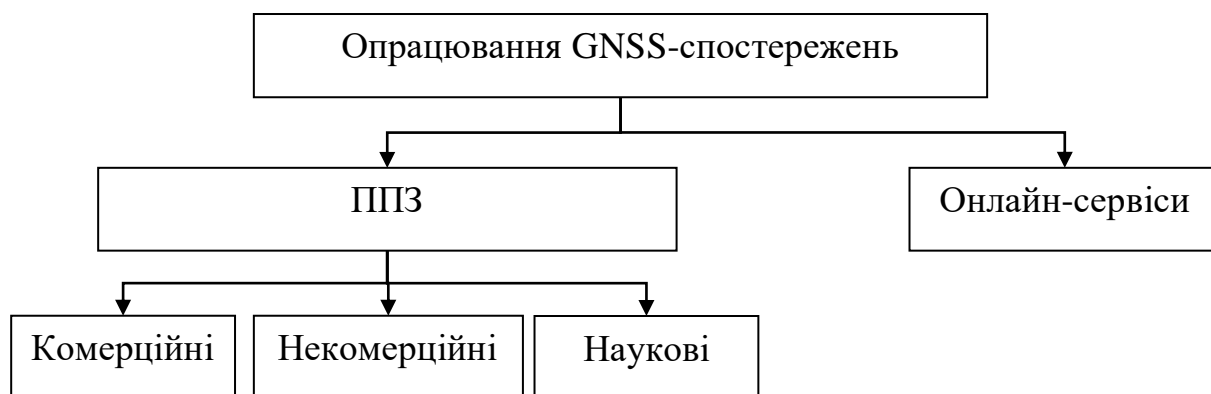 Опрацювання GNSS-спостережень
ППЗ
Онлайн-сервіси
Комерційні
Некомерційні
Наукові